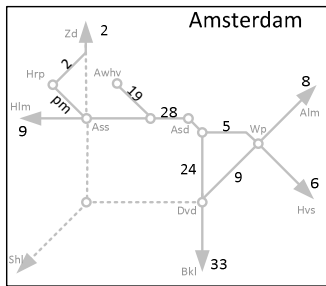 Amsterdam
Zd
2
Hrp
2
Awhv
pm
19
8
Hlm
9
Ass
28
Asd
5
Wp
Alm
24
9
6
Hvs
Dvd
Shl
Bkl
33